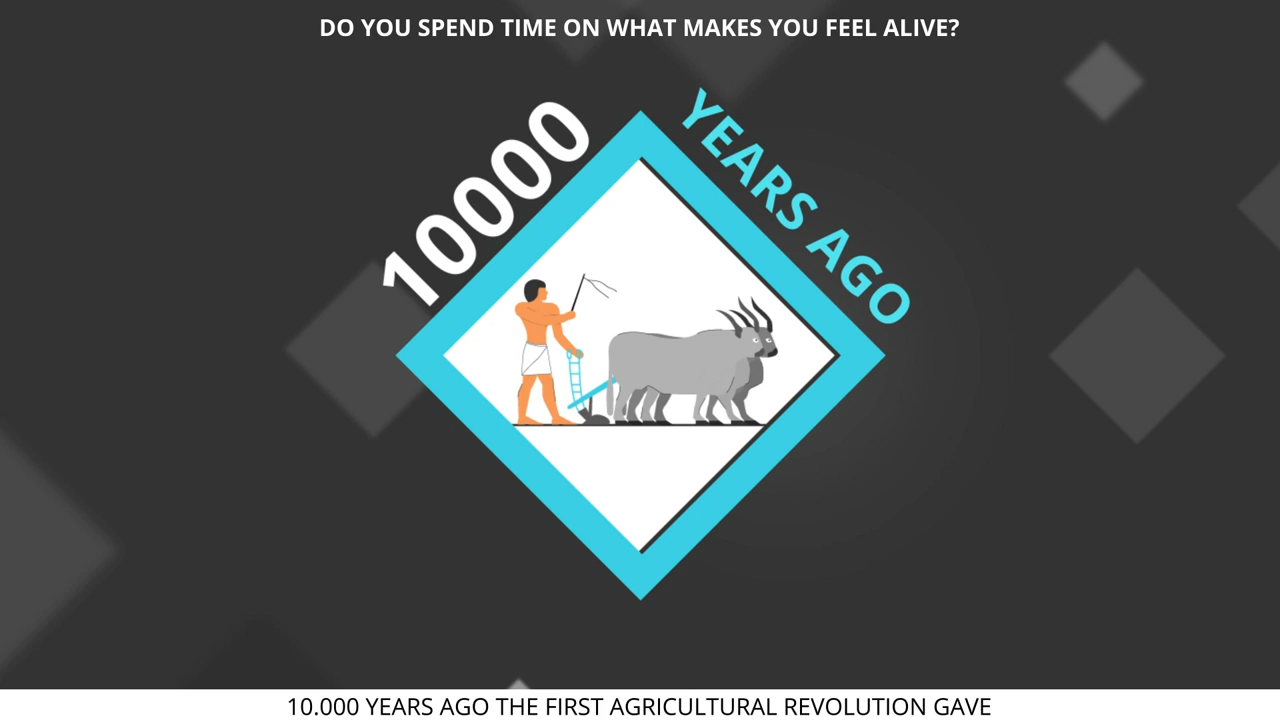 DO YOU SPEND TIME ON WHAT MAKES YOU FEEL ALIVE?
10000
YEARS AGO
10.000 YEARS AGO THE FIRST AGRICULTURAL REVOLUTION GAVE